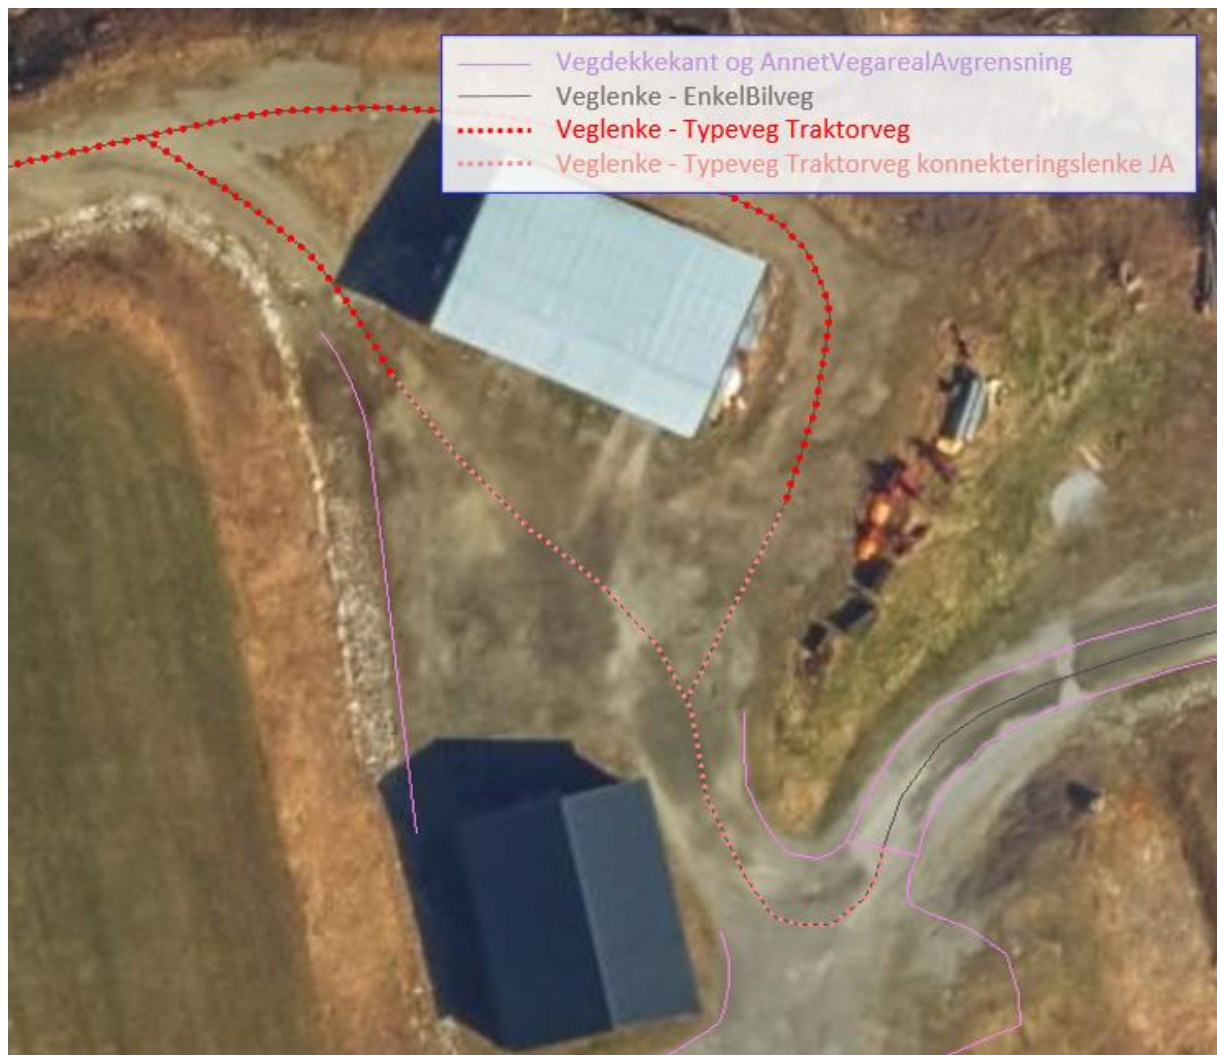 Vegdekkekant og AnnetVegarealAvgrensning
Veglenke - EnkelBilveg
Veglenke - Typeveg Traktorveg
Veglenke - Typeveg Traktorveg konnekteringslenke JA